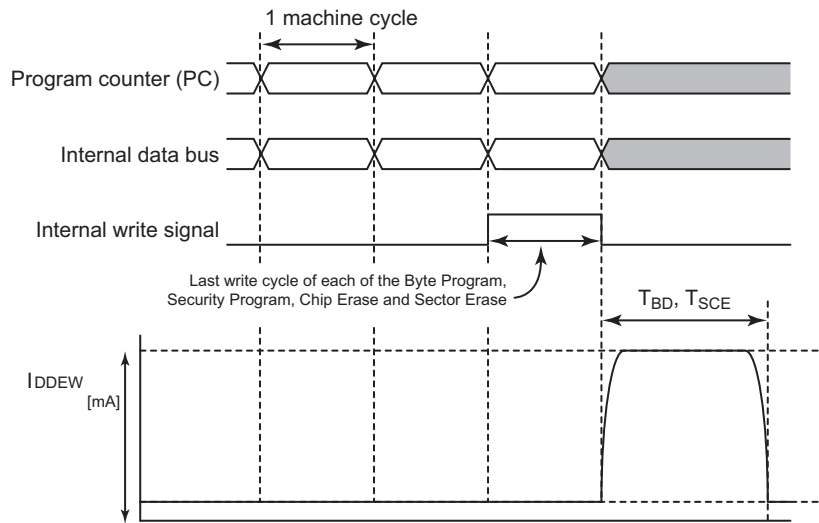 1 machine cycle
Program counter (PC)
Internal data bus
Internal write signal
Last write cycle of each of the Byte Program,
Security Program, Chip Erase and Sector Erase
TBD, TSCE
IDDEW
[mA]